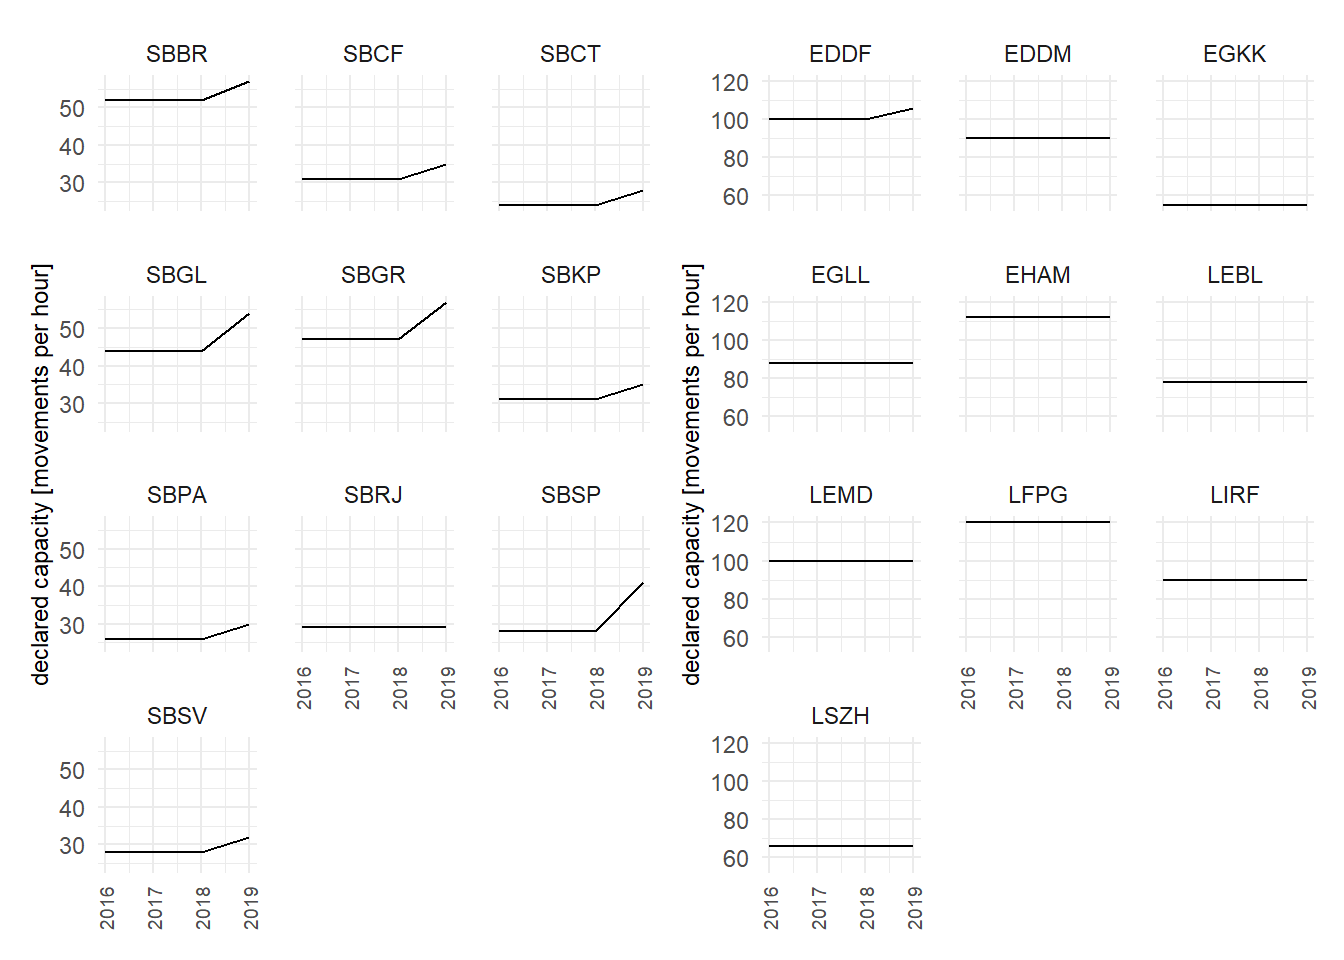 SBBR SBCF SBCT
50
40
30
SBGL SBGR SBKP
50
40
30
SBPA SBRJ SBSP
50
40
30
2016 2017 2018 2019 2016 2017 2018 2019
SBSV
50
40
30
2016 2017 2018 2019
declared capacity [movements per hour]
EDDF EDDM EGKK
120
100
80
60
EGLL EHAM LEBL
120
100
80
60
LEMD LFPG LIRF
120
100
80
60
2016 2017 2018 2019 2016 2017 2018 2019
LSZH
120
100
80
60
2016 2017 2018 2019
declared capacity [movements per hour]